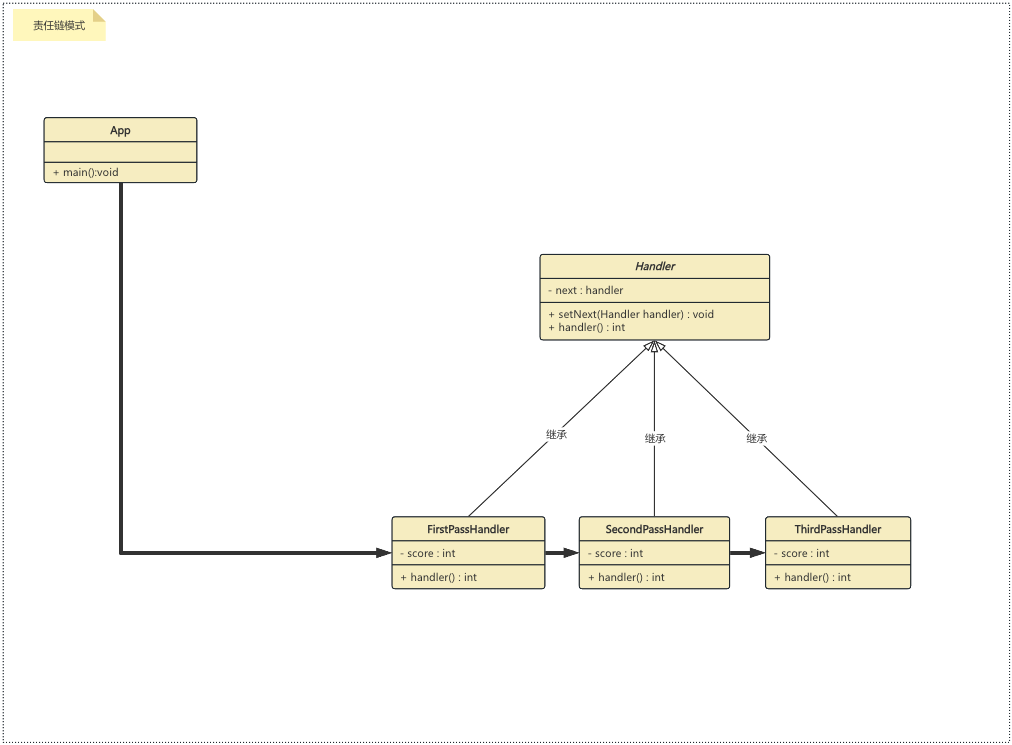 责任链模式
App
+ main():void
Handler
- next : handler
+ setNext(Handler handler) : void
+ handler() : int
继承
继承
继承
FirstPassHandler
- score : int
+ handler() : int
SecondPassHandler
- score : int
+ handler() : int
ThirdPassHandler
- score : int
+ handler() : int